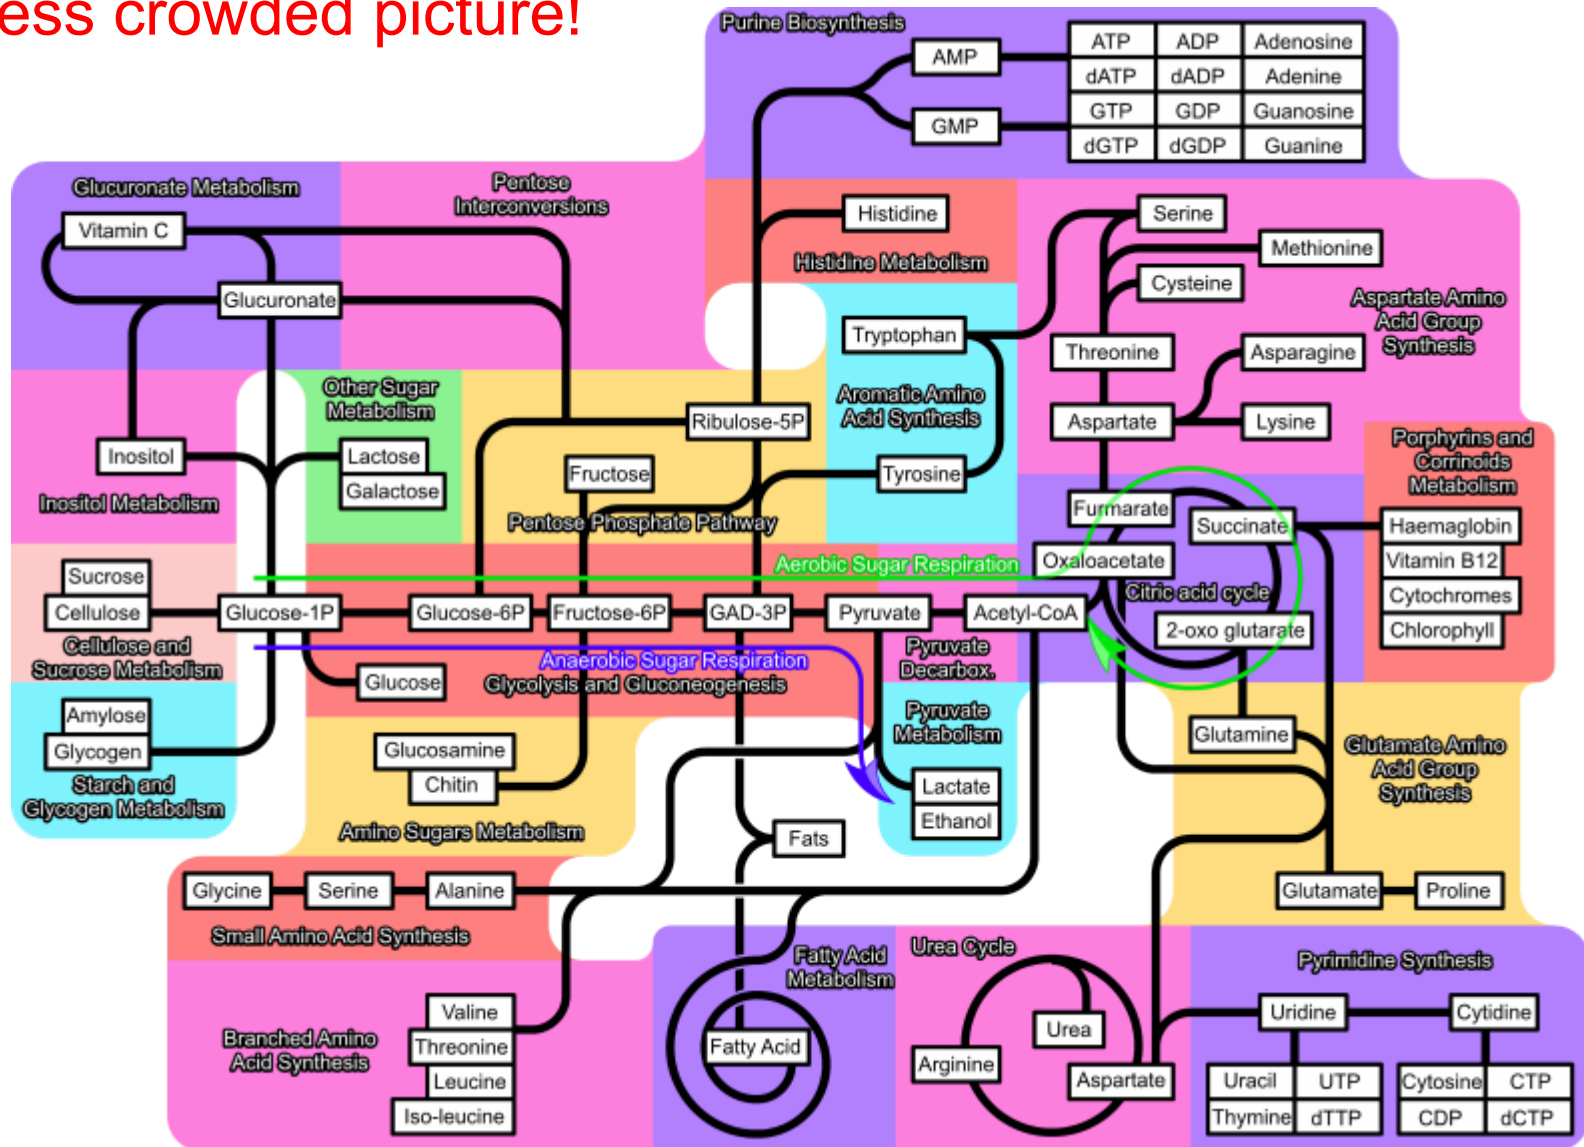 ess crowded picture!
Purine Biosynthesis
AMP
ATP ADP Adenosine
dATP dADP Adenine
GMP
GTP GDP Guanosine
dGTP dGDP Guanine
Glucuronate Metabolism
Vitamin C
Glucuronate
Pentose
Interconversions
Histidine
Histidine Metabolism
Serine
Methionine
Cysteine
Aspartate Amino
Acid Group
Synthesis
Threonine
Asparagine
Aspartate
Lysine
Tryptophan
Aromatic Amino
Acid Synthesis
Tyrosine
Other Sugar
Metabolism
Lactose
Galactose
Inositol
Inositol Metabolism
Ribulose-5P
Fructose
Pentose Phosphate Pathway
Porphyrins and
Corrinoids
Metabolism
Haemaglobin
Vitamin B12
Cytochromes
Chlorophyll
Furmarate
Succinate
Oxaloacetate
Citric acid cycle
2-oxo glutarate
Aerobic Sugar Respiration
Sucrose
Cellulose
Cellulose and
Sucrose Metabolism
Glucose-1P
Glucose-6P
Fructose-6P
GAD-3P
Pyruvate
Acetyl-CoA
Anaerobic Sugar Respiration
Glycolysis and Gluconeogenesis
Glucose
Pyruvate
Decarbox.
Pyruvate
Metabolism
Lactate
Ethanol
Amylose
Glycogen
Starch and
Glycogen Metabolism
Glucosamine
Chitin
Amino Sugars Metabolism
Fats
Glutamine
Glutamate Amino
Acid Group
Synthesis
Glutamate
Proline
Glycine
Serine
Alanine
Small Amino Acid Synthesis
Valine
Threonine
Leucine
Iso-leucine
Branched Amino
Acid Synthesis
Fatty Acid
Metabolism
Fatty Acid
Urea Cycle
Urea
Arginine
Aspartate
Pyrimidine Synthesis
Uridine
Cytidine
Uracil UTP
Thymine dTTP
Cytosine CTP
CDP dCTP